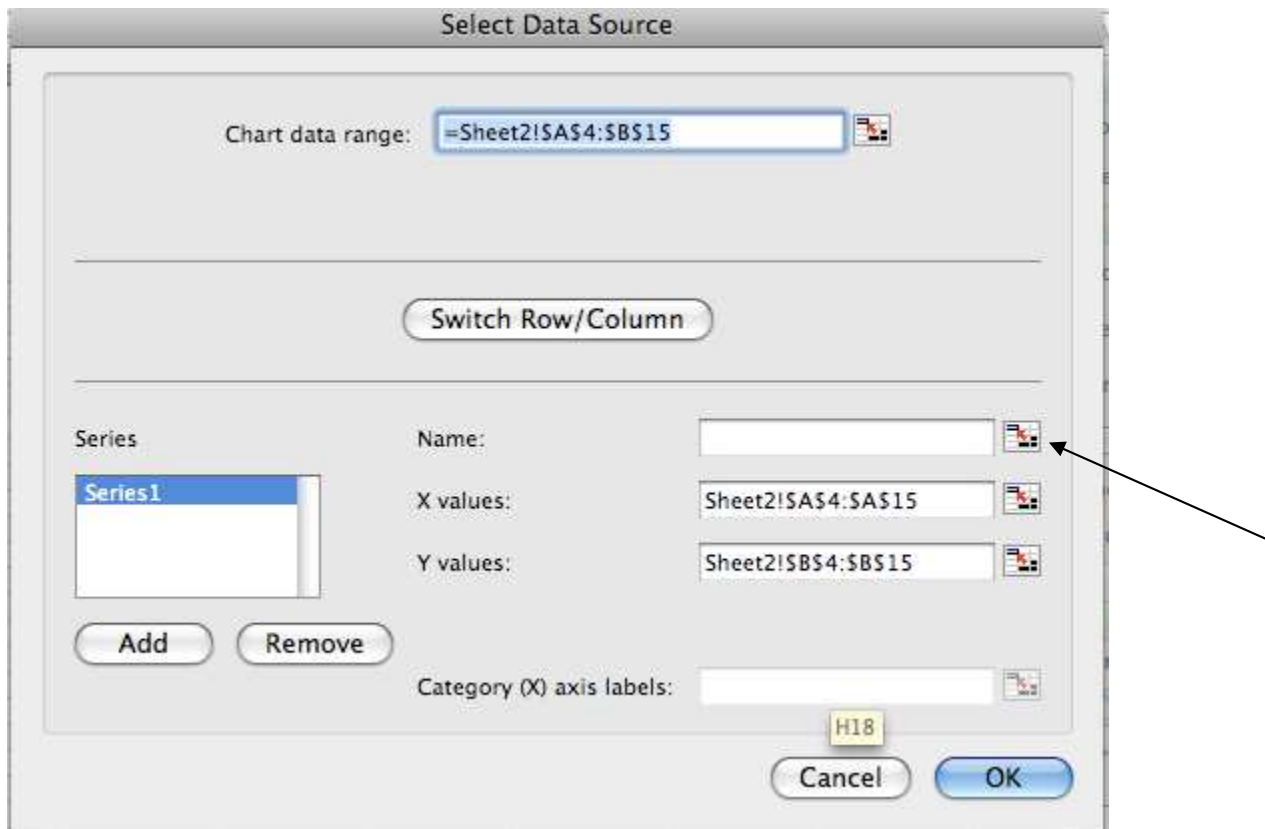 Select Data Source
Chart data range: =Sheet2!$A$4:$B$15
Switch Row/Column
Series
Name:
Series1
X values: Sheet2!$A$4:$A$15
Y values: Sheet2!$B$4:$B$15
Add Remove
Category (X) axis labels:
H18
Cancel OK